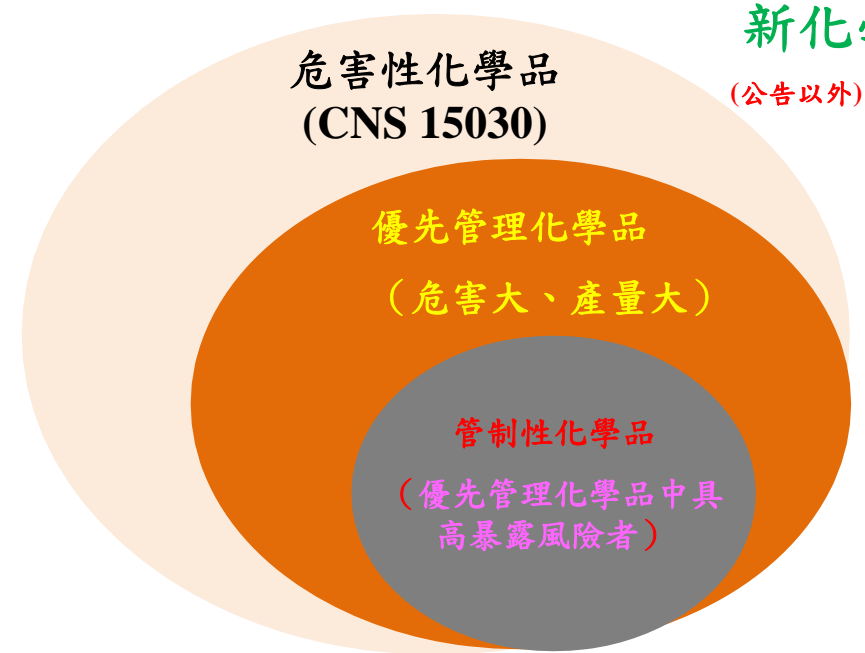 新化
(公告以外)
危害性化學品
(CNS 15030)
優先管理化學品
（危害大、產量大）
管制性化學品
（優先管理化學品中具
高暴露風險者）